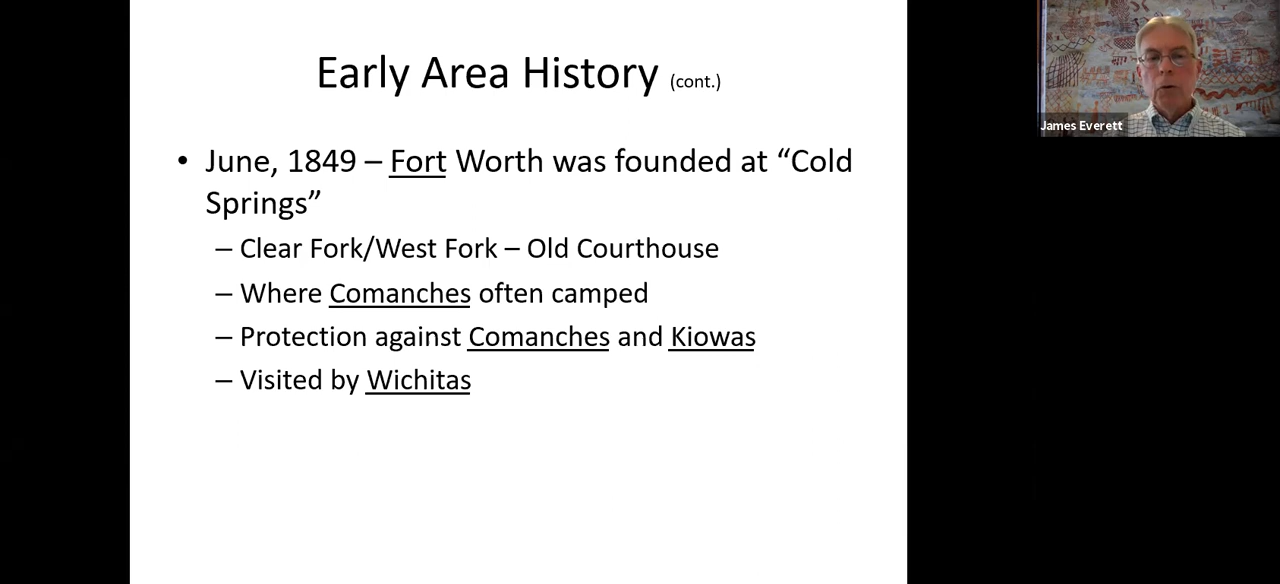 Early Area History (cont.)
• June, 1849 – Fort Worth was founded at “Cold
Springs”
– Clear Fork/West Fork – Old Courthouse
– Where Comanches often camped
– Protection against Comanches and Kiowas
– Visited by Wichitas
James Everett